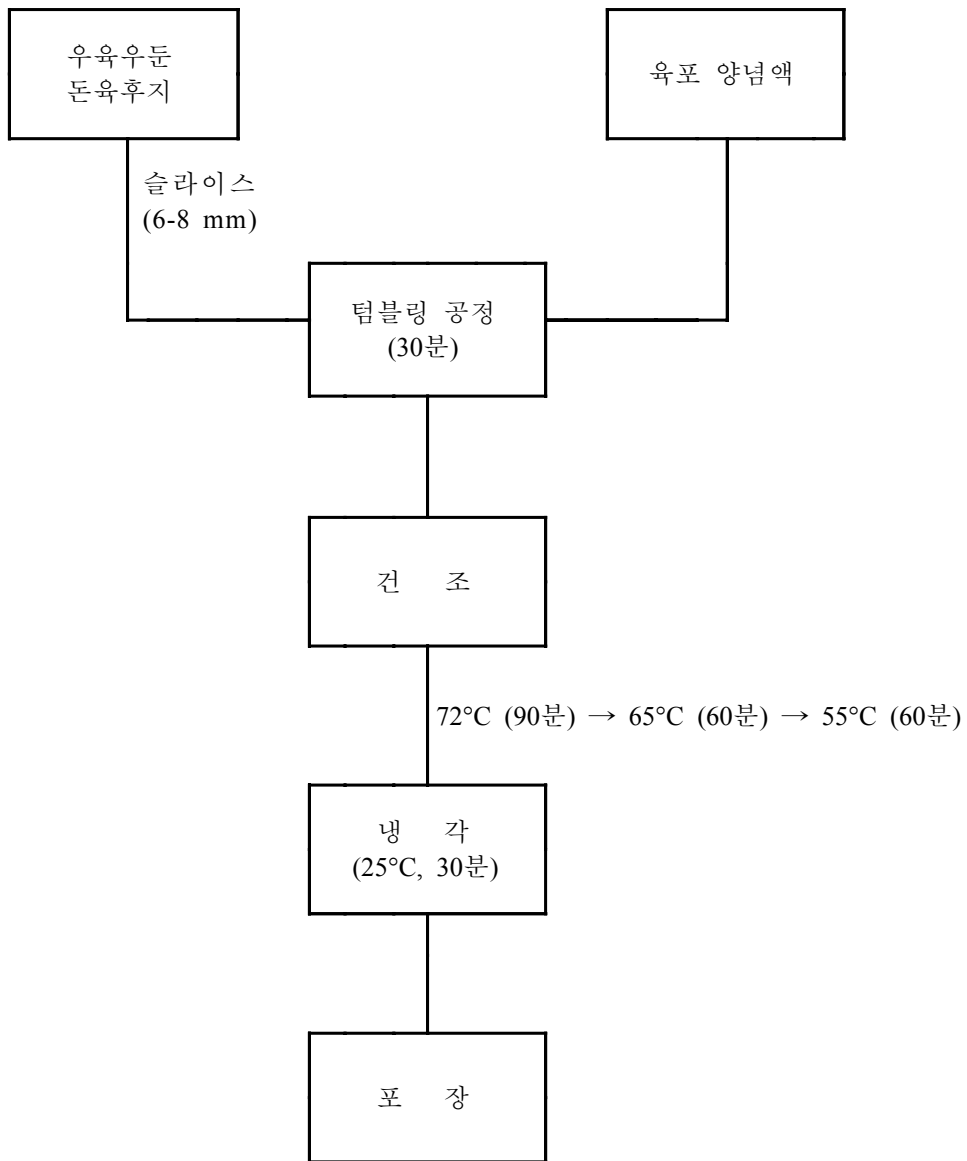 우육우둔
돈육후지
육포 양념액
슬라이스
(6-8 mm)
텀블링 공정
(30분)
건 조
72°C (90분) → 65°C (60분) → 55°C (60분)
냉 각
(25°C, 30분)
포 장